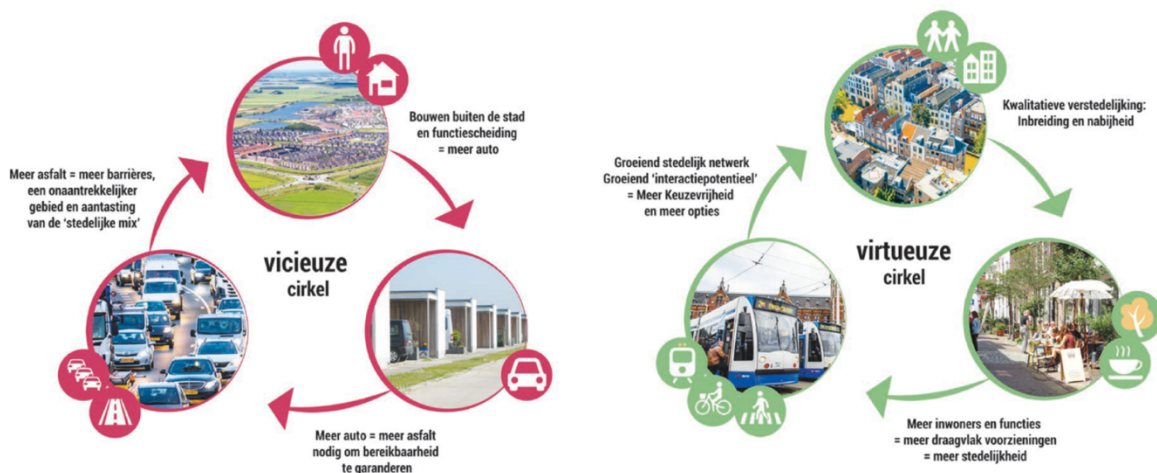 Bouwen buiten de stad
en functiescheiding
= meer auto
Meer asfalt = meer barrières,
een onaantrekkelijker
gebied en aantasting
van de ‘stedelijke mix’
vicieuze
cirkel
Meer auto = meer asfalt
nodig om bereikbaarheid
te garanderen
Kwalitatieve verstedelijking:
Inbreiding en nabijheid
Groeiend stedelijk netwerk
Groeiend ‘interactiepotentieel’
= Meer Keuzevrijheid
en meer opties
virtueuze
cirkel
Meer inwoners en functies
= meer draagvlak voorzieningen
= meer stedelijkheid